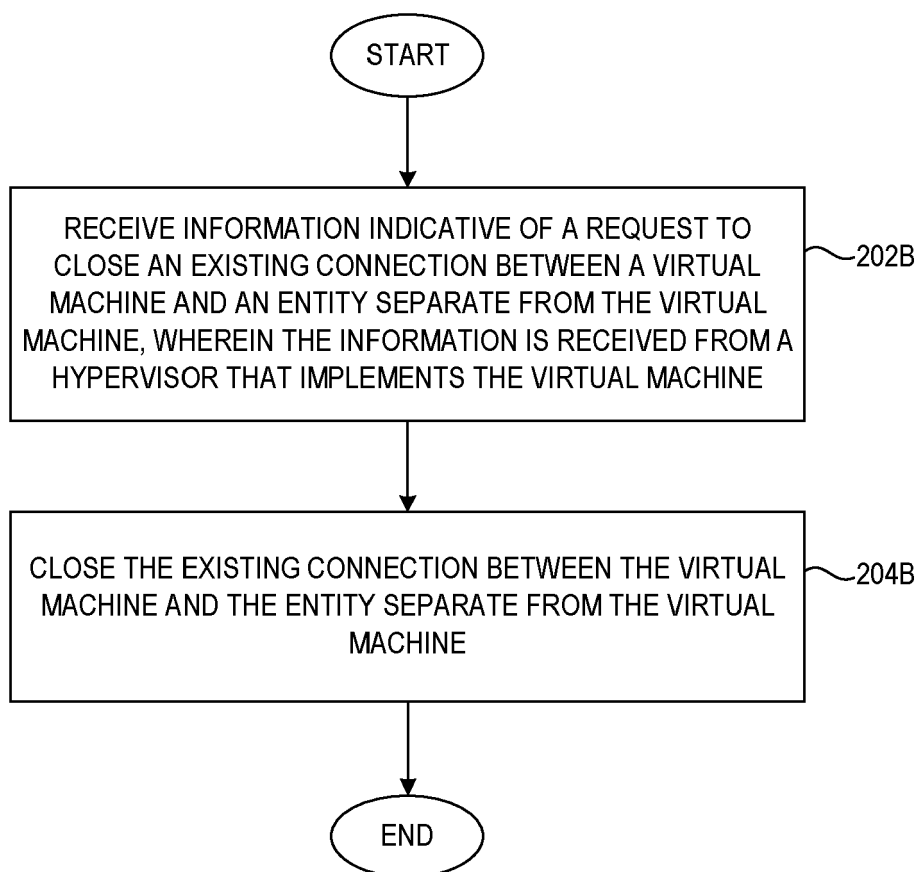 START
RECEIVE INFORMATION INDICATIVE OF A REQUEST TO
CLOSE AN EXISTING CONNECTION BETWEEN A VIRTUAL
MACHINE AND AN ENTITY SEPARATE FROM THE VIRTUAL
MACHINE, WHEREIN THE INFORMATION IS RECEIVED FROM A
HYPERVISOR THAT IMPLEMENTS THE VIRTUAL MACHINE
202B
CLOSE THE EXISTING CONNECTION BETWEEN THE VIRTUAL
MACHINE AND THE ENTITY SEPARATE FROM THE VIRTUAL
MACHINE
204B
END